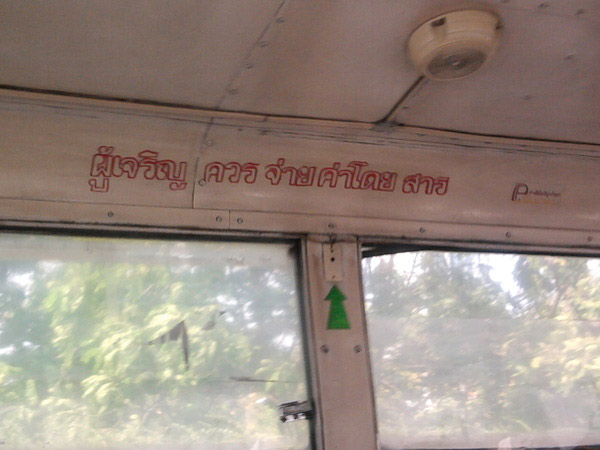 ผู้เจริญ ควร จ่าย ค่าโดย สาร